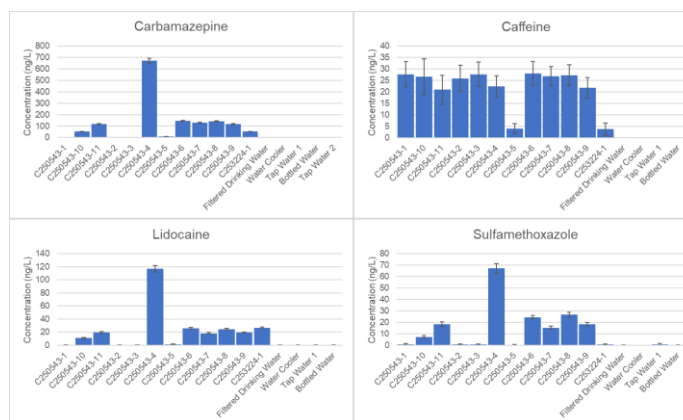 Carbamazepine
Concentration (ng/L)
800
700
600
500
400
300
200
100
0
C250543-1
C250543-10
C250543-11
C250543-2
C250543-3
C250543-4
C250543-5
C250543-6
C250543-7
C250543-8
C250543-9
C253224-1
Filtered Drinking Water
Water Cooler
Tap Water 1
Bottled Water
Tap Water 2
Caffeine
Concentration (ng/L)
40
35
30
25
20
15
10
5
0
C250543-1
C250543-10
C250543-11
C250543-2
C250543-3
C250543-4
C250543-5
C250543-6
C250543-7
C250543-8
C250543-9
C253224-1
Filtered Drinking Water
Water Cooler
Tap Water 1
Bottled Water
Lidocaine
Concentration (ng/L)
140
120
100
80
60
40
20
0
C250543-1
C250543-10
C250543-11
C250543-2
C250543-3
C250543-4
C250543-5
C250543-6
C250543-7
C250543-8
C250543-9
C253224-1
Filtered Drinking Water
Water Cooler
Tap Water 1
Bottled Water
Sulfamethoxazole
Concentration (ng/L)
80
70
60
50
40
30
20
10
0
C250543-1
C250543-10
C250543-11
C250543-2
C250543-3
C250543-4
C250543-5
C250543-6
C250543-7
C250543-8
C250543-9
C253224-1
Filtered Drinking Water
Water Cooler
Tap Water 1
Bottled Water